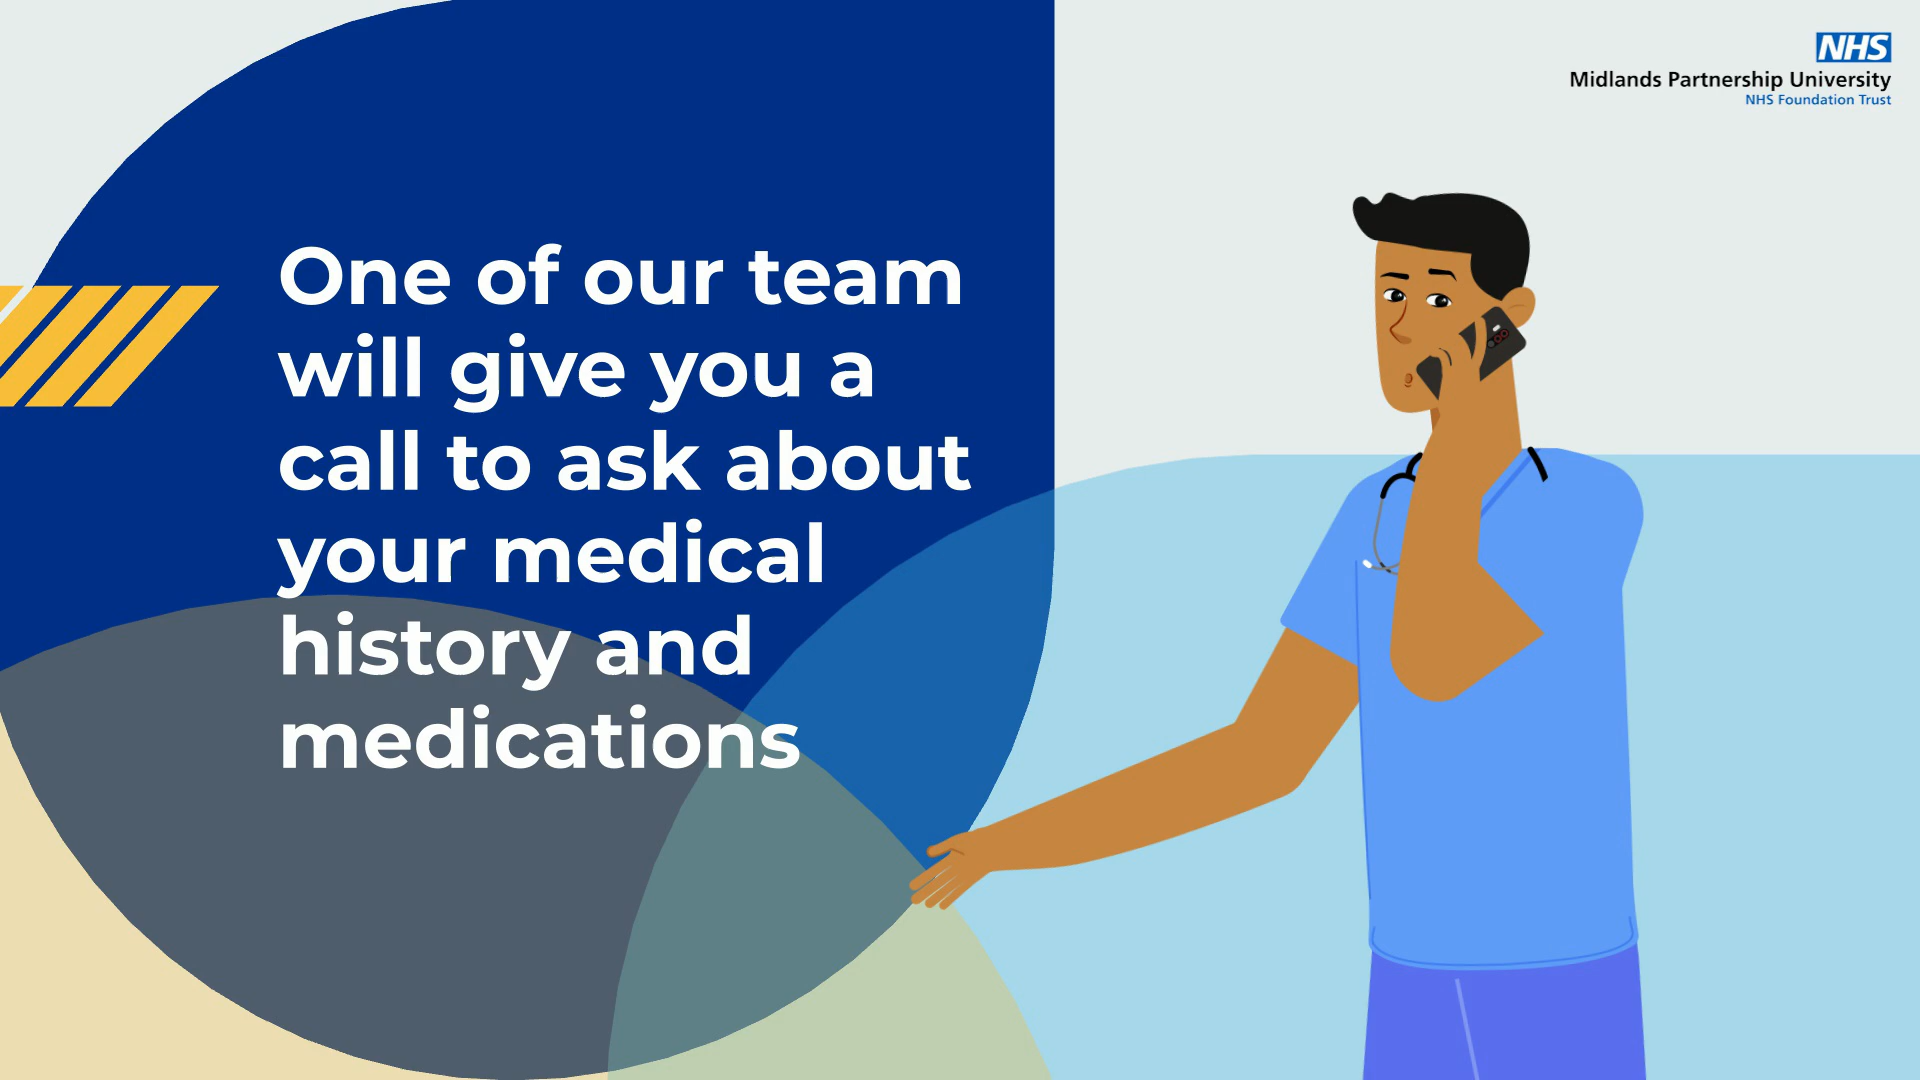 NHS
Midlands Partnership University
NHS Foundation Trust
One of our team
will give you a
call to ask about
your medical
history and
medications